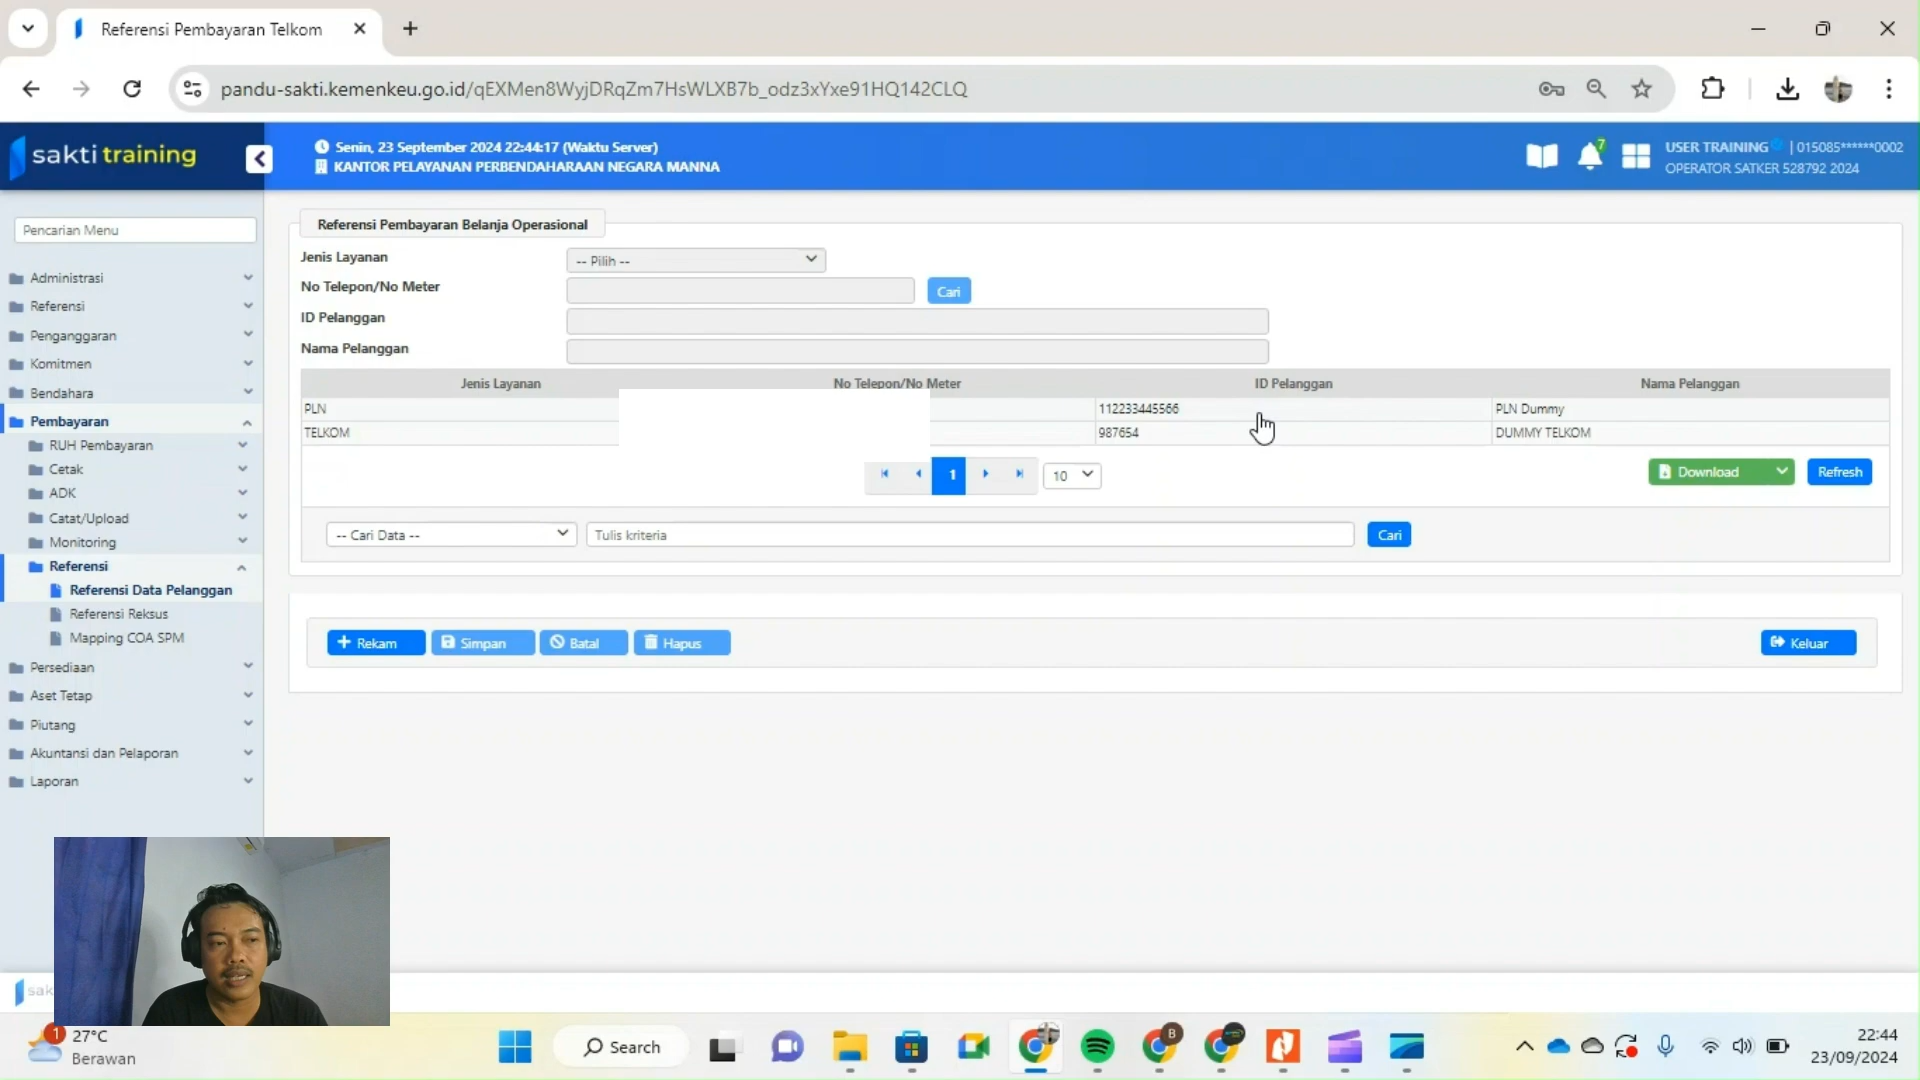 Referensi Pembayaran Telkom
pandu-sakti.kemenkeu.go.id/qEXMen8WyjDRqZm7HsWLXB7b_odz3xYxe91HQ142CLQ
sakti training
Senin, 23 September 2024 22:44:17 (Waktu Server)
KANTOR PELAYANAN PERBENDAHARAAN NEGARA MANNA
7
USER TRAINING | 015085******0002
OPERATOR SATKER 528792 2024
Pencarian Menu
Administrasi
Referensi
Penganggaran
Komitmen
Bendahara
Pembayaran
RUH Pembayaran
Cetak
ADK
Catat/Upload
Monitoring
Referensi
Referensi Data Pelanggan
Referensi Reksus
Mapping COA SPM
Persediaan
Aset Tetap
Piutang
Akuntansi dan Pelaporan
Laporan
Referensi Pembayaran Belanja Operasional
Jenis Layanan
-- Pilih --
No Telepon/No Meter
Cari
ID Pelanggan
Nama Pelanggan
Jenis Layanan No Telepon/No Meter ID Pelanggan Nama Pelanggan
PLN 112233445566 PLN Dummy
TELKOM 987654 DUMMY TELKOM
1
10
Download
Refresh
-- Cari Data --
Tulis kriteria
Cari
Rekam
Simpan
Batal
Hapus
Keluar
sak
1
27°C
Berawan
Search
B
22:44
23/09/2024